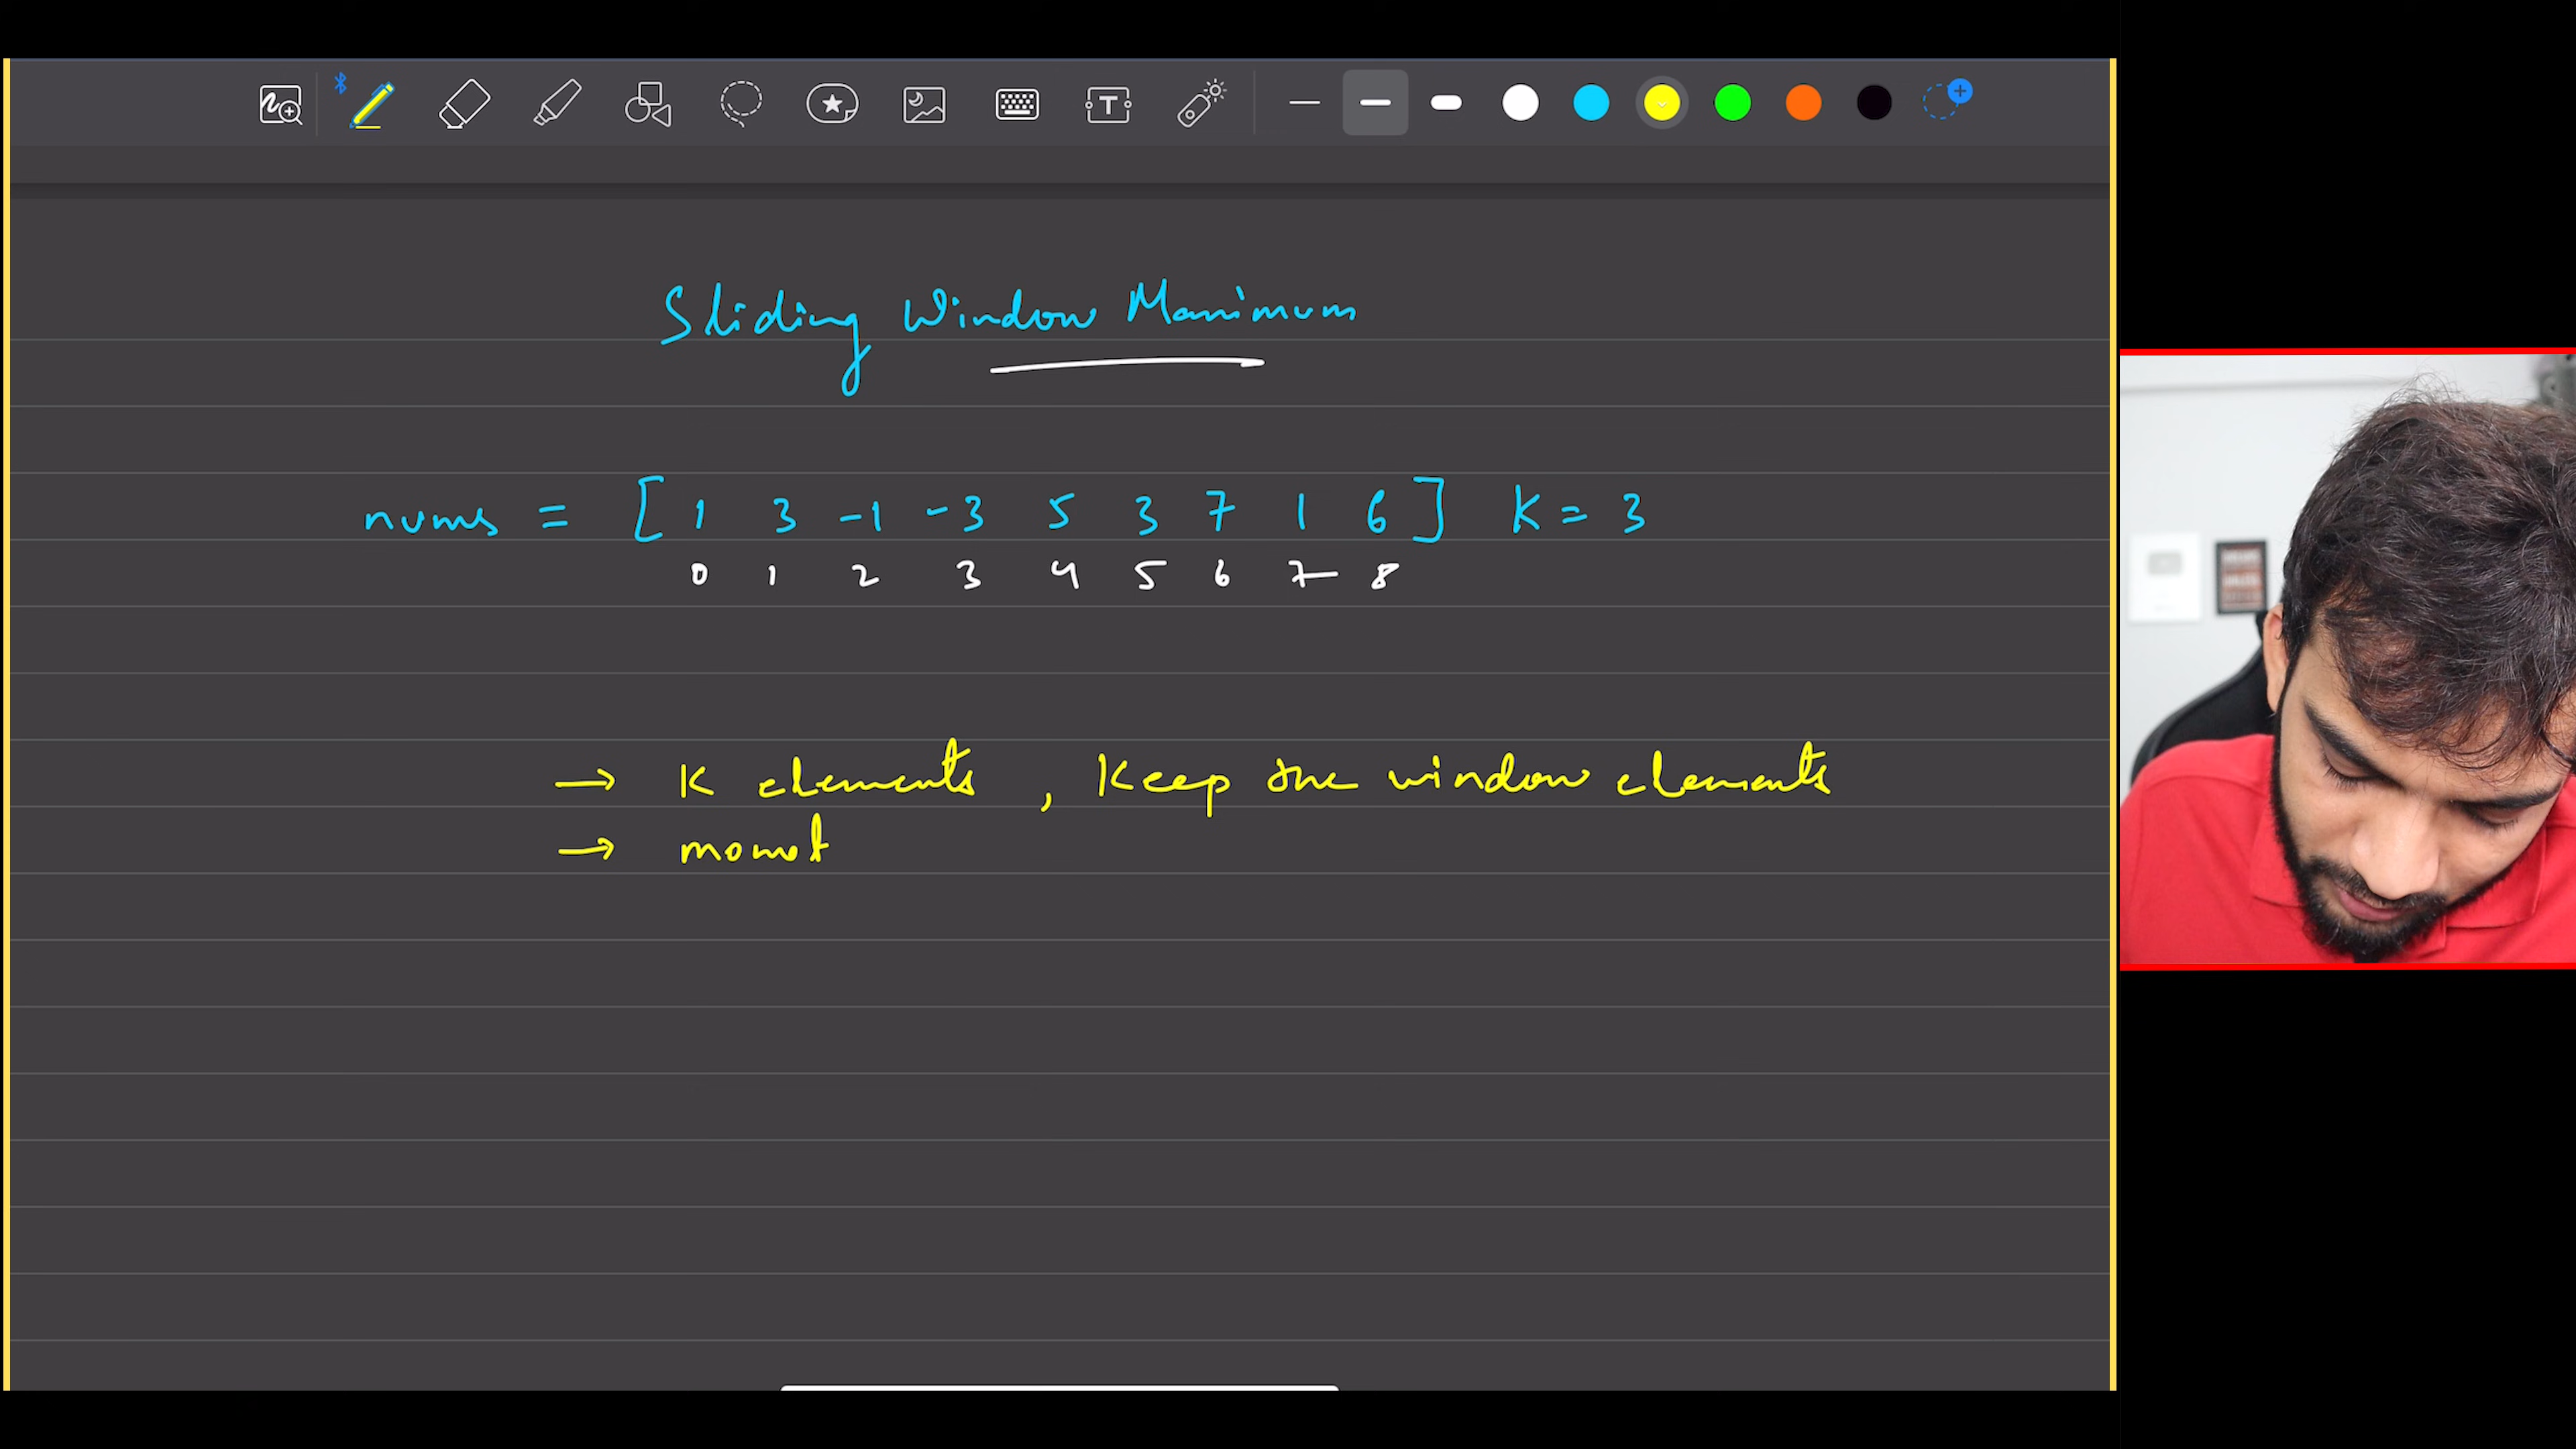 Sliding Window Maximum
nums = [ 1 3 -1 -3 5 3 7 1 6 ] K = 3
0 1 2 3 4 5 6 7 8
→ K elements , Keep the window elements
→ monot